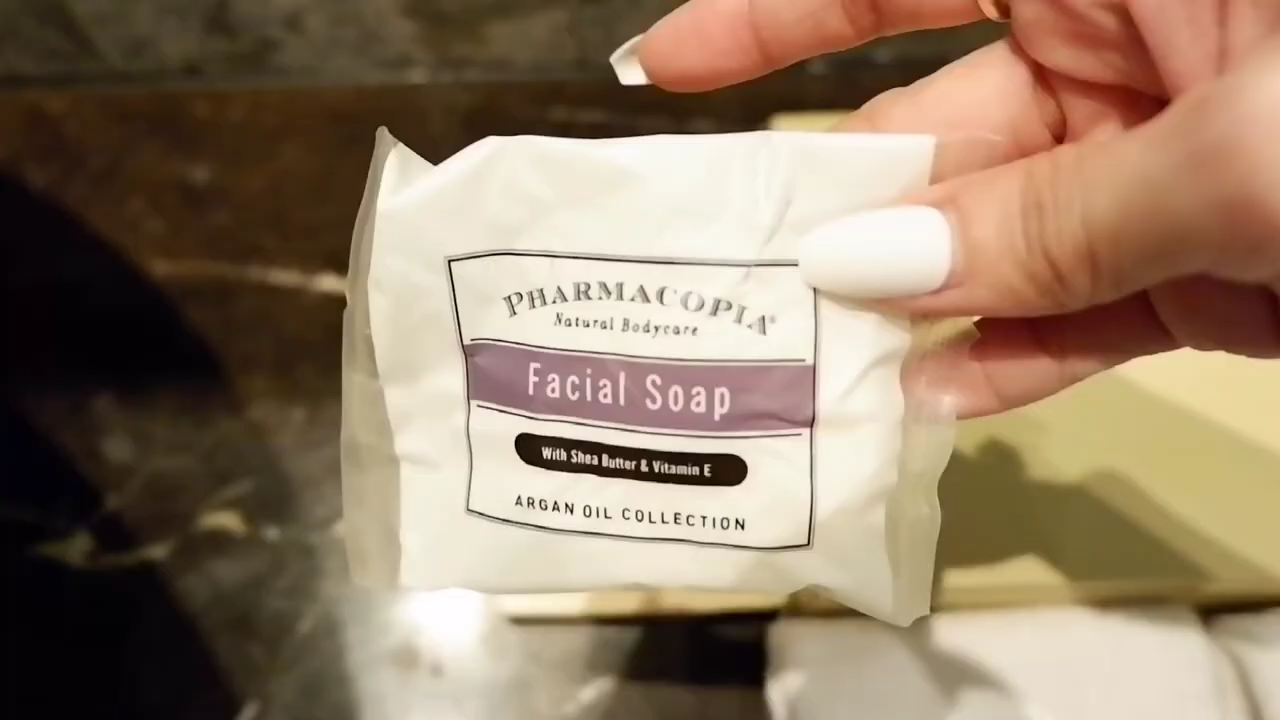 PHARMACOPIA®
Natural Bodycare
Facial Soap
With Shea Butter & Vitamin E
ARGAN OIL COLLECTION